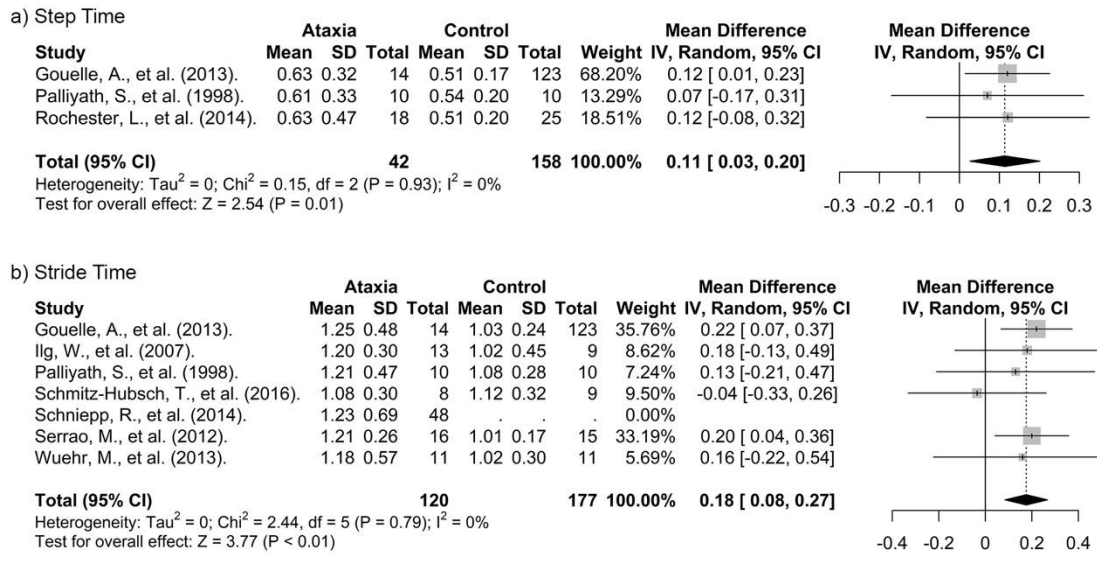 a) Step Time
Ataxia Control Mean Difference Mean Difference
Study Mean SD Total Mean SD Total Weight IV, Random, 95% CI IV, Random, 95% CI
Gouelle, A., et al. (2013). 0.63 0.32 14 0.51 0.17 123 68.20% 0.12 [ 0.01, 0.23]
Palliyath, S., et al. (1998). 0.61 0.33 10 0.54 0.20 10 13.29% 0.07 [-0.17, 0.31]
Rochester, L., et al. (2014). 0.63 0.47 18 0.51 0.20 25 18.51% 0.12 [-0.08, 0.32]
Total (95% CI) 42 158 100.00% 0.11 [ 0.03, 0.20]
Heterogeneity: Tau² = 0; Chi² = 0.15, df = 2 (P = 0.93); I² = 0%
Test for overall effect: Z = 2.54 (P = 0.01)
-0.3 -0.2 -0.1 0 0.1 0.2 0.3
b) Stride Time
Ataxia Control Mean Difference Mean Difference
Study Mean SD Total Mean SD Total Weight IV, Random, 95% CI IV, Random, 95% CI
Gouelle, A., et al. (2013). 1.25 0.48 14 1.03 0.24 123 35.76% 0.22 [ 0.07, 0.37]
Ilg, W., et al. (2007). 1.20 0.30 13 1.02 0.45 9 8.62% 0.18 [-0.13, 0.49]
Palliyath, S., et al. (1998). 1.21 0.47 10 1.08 0.28 10 7.24% 0.13 [-0.21, 0.47]
Schmitz-Hubsch, T., et al. (2016). 1.08 0.30 8 1.12 0.32 9 9.50% -0.04 [-0.33, 0.26]
Schniepp, R., et al. (2014). 1.23 0.69 48 . . . 0.00%
Serrao, M., et al. (2012). 1.21 0.26 16 1.01 0.17 15 33.19% 0.20 [ 0.04, 0.36]
Wuehr, M., et al. (2013). 1.18 0.57 11 1.02 0.30 11 5.69% 0.16 [-0.22, 0.54]
Total (95% CI) 120 177 100.00% 0.18 [ 0.08, 0.27]
Heterogeneity: Tau² = 0; Chi² = 2.44, df = 5 (P = 0.79); I² = 0%
Test for overall effect: Z = 3.77 (P < 0.01)
-0.4 -0.2 0 0.2 0.4